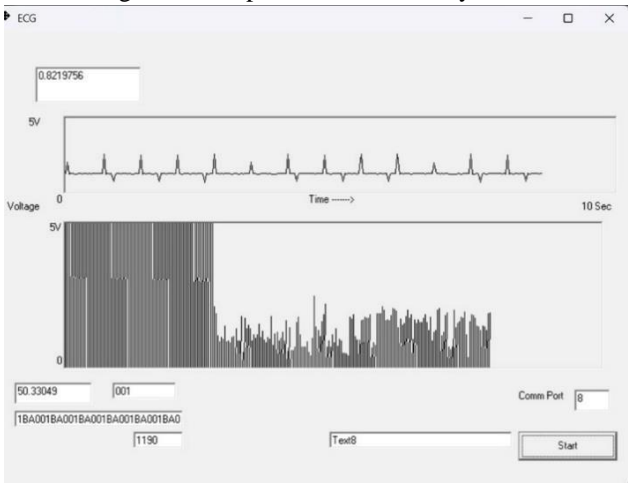 ECG
0.8219756
5V
0
Time ----->
10 Sec
Voltage
5V
0
50.33049
001
1BA001BA001BA001BA001BA001BA0
1190
Text8
Comm Port
8
Start